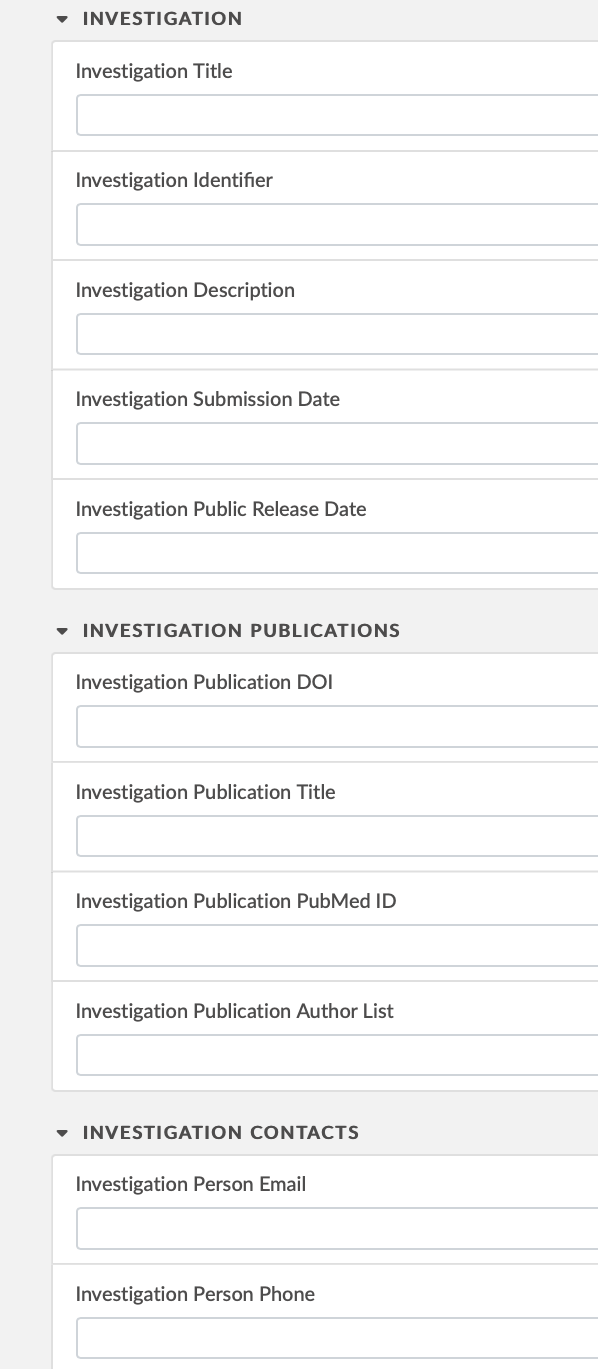 INVESTIGATION
Investigation Title
Investigation Identifier
Investigation Description
Investigation Submission Date
Investigation Public Release Date
INVESTIGATION PUBLICATIONS
Investigation Publication DOI
Investigation Publication Title
Investigation Publication PubMed ID
Investigation Publication Author List
INVESTIGATION CONTACTS
Investigation Person Email
Investigation Person Phone